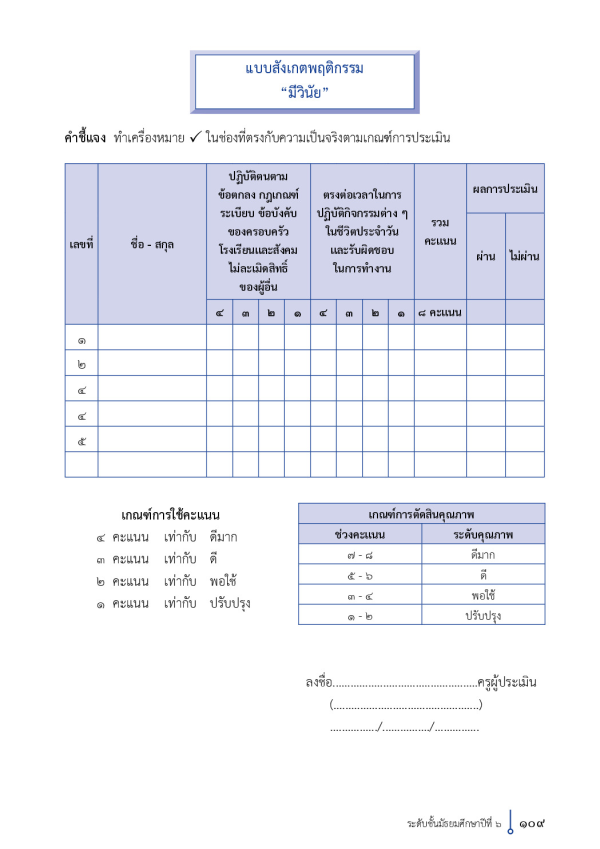 แบบสังเกตพฤติกรรม
“มีวินัย”
คำชี้แจง ทำเครื่องหมาย ✓ ในช่องที่ตรงกับความเป็นจริงตามเกณฑ์การประเมิน
เลขที่
ชื่อ - สกุล
ปฏิบัติตนตาม
ข้อตกลง กฎเกณฑ์
ระเบียบ ข้อบังคับ
ของครอบครัว
โรงเรียนและสังคม
ไม่ละเมิดสิทธิ์
ของผู้อื่น
ตรงต่อเวลาในการ
ปฏิบัติกิจกรรมต่าง ๆ
ในชีวิตประจำวัน
และรับผิดชอบ
ในการทำงาน
รวม
คะแนน
ผลการประเมิน
ผ่าน ไม่ผ่าน
๔ ๓ ๒ ๑ ๔ ๓ ๒ ๑ ๘ คะแนน
๑
๒
๔
๔
๕
เกณฑ์การใช้คะแนน
๔ คะแนน เท่ากับ ดีมาก
๓ คะแนน เท่ากับ ดี
๒ คะแนน เท่ากับ พอใช้
๑ คะแนน เท่ากับ ปรับปรุง
เกณฑ์การตัดสินคุณภาพ
ช่วงคะแนน ระดับคุณภาพ
๗ - ๘ ดีมาก
๕ - ๖ ดี
๓ - ๔ พอใช้
๑ - ๒ ปรับปรุง
ลงชื่อ.................................................ครูผู้ประเมิน
(.................................................)
................/................/...............
ระดับชั้นมัธยมศึกษาปีที่ ๖ ๑๐๙